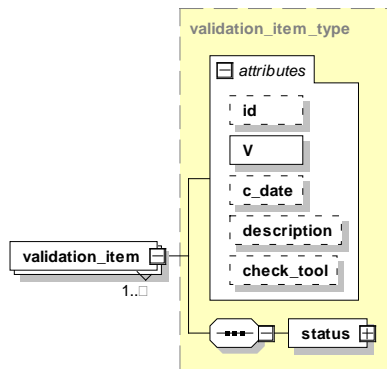 validation_item_type
attributes
id
V
c_date
description
check_tool
validation_item
1..□
status